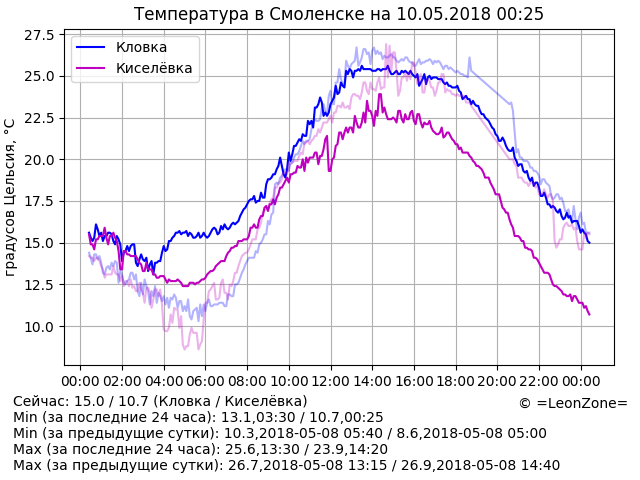 Температура в Смоленске на 10.05.2018 00:25
27.5
25.0
22.5
20.0
17.5
15.0
12.5
10.0
градусов Цельсия, °C
Кловка
Киселёвка
00:00 02:00 04:00 06:00 08:00 10:00 12:00 14:00 16:00 18:00 20:00 22:00 00:00
Сейчас: 15.0 / 10.7 (Кловка / Киселёвка)
© =LeonZone=
Min (за последние 24 часа): 13.1,03:30 / 10.7,00:25
Min (за предыдущие сутки): 10.3,2018-05-08 05:40 / 8.6,2018-05-08 05:00
Max (за последние 24 часа): 25.6,13:30 / 23.9,14:20
Max (за предыдущие сутки): 26.7,2018-05-08 13:15 / 26.9,2018-05-08 14:40